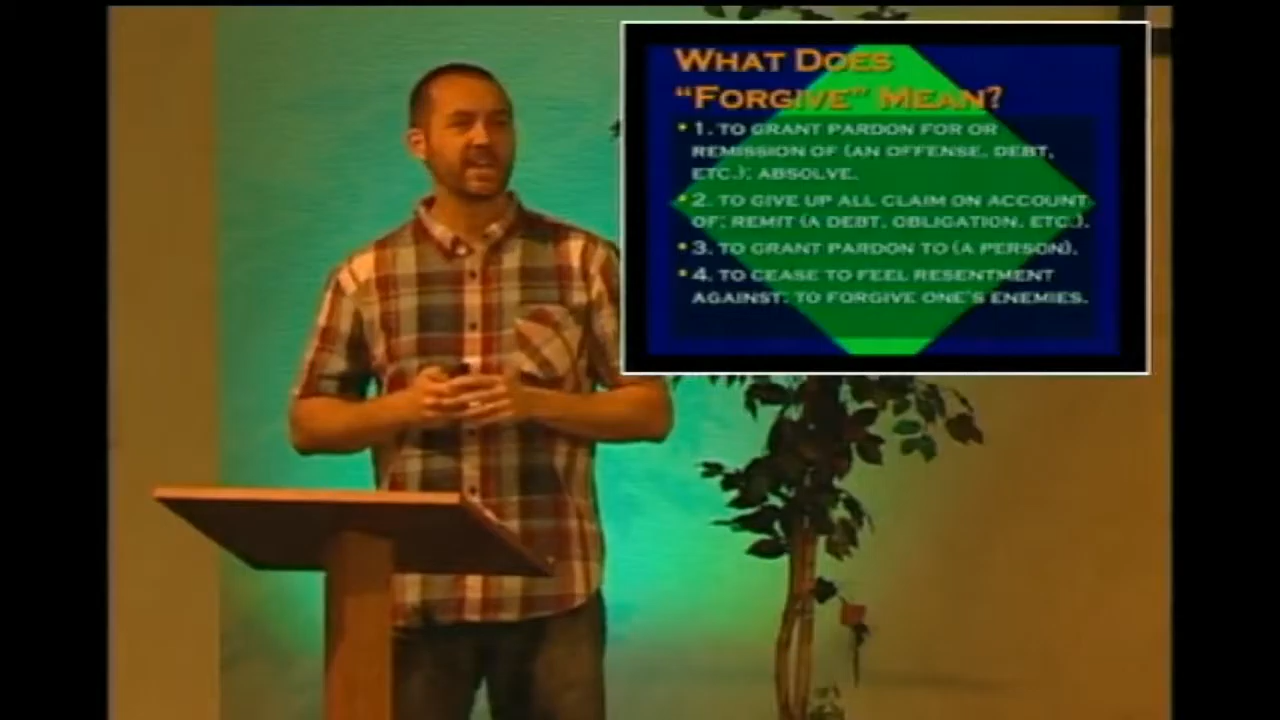 WHAT DOES
“FORGIVE” MEAN?
• 1. TO GRANT PARDON FOR OR
REMISSION OF (AN OFFENSE, DEBT,
ETC.); ABSOLVE.
• 2. TO GIVE UP ALL CLAIM ON ACCOUNT
OF; REMIT (A DEBT, OBLIGATION, ETC.).
• 3. TO GRANT PARDON TO (A PERSON).
• 4. TO CEASE TO FEEL RESENTMENT
AGAINST: TO FORGIVE ONE'S ENEMIES.